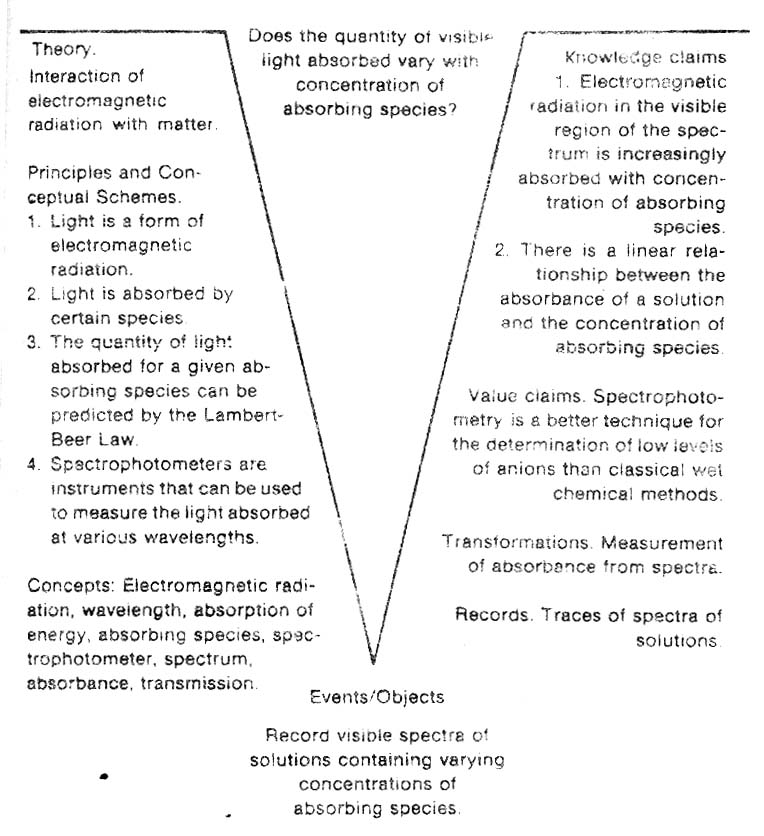 Theory.
Interaction of
electromagnetic
radiation with matter.
Principles and Con-
ceptual Schemes.
1. Light is a form of
electromagnetic
radiation.
2. Light is absorbed by
certain species.
3. The quantity of light
absorbed for a given ab-
sorbing species can be
predicted by the Lambert-
Beer Law.
4. Spectrophotometers are
instruments that can be used
to measure the light absorbed
at various wavelengths.
Concepts: Electromagnetic radi-
ation, wavelength, absorption of
energy, absorbing species, spec-
trophotometer, spectrum,
absorbance, transmission.
Does the quantity of visible
light absorbed vary with
concentration of
absorbing species?
Knowledge claims
1. Electromagnetic
radiation in the visible
region of the spec-
trum is increasingly
absorbed with concen-
tration of absorbing
species.
2. There is a linear rela-
tionship between the
absorbance of a solution
and the concentration of
absorbing species.
Value claims. Spectrophoto-
metry is a better technique for
the determination of low levels
of anions than classical wet
chemical methods.
Transformations. Measurement
of absorbance from spectra.
Records. Traces of spectra of
solutions.
Events/Objects
Record visible spectra of
solutions containing varying
concentrations of
absorbing species.